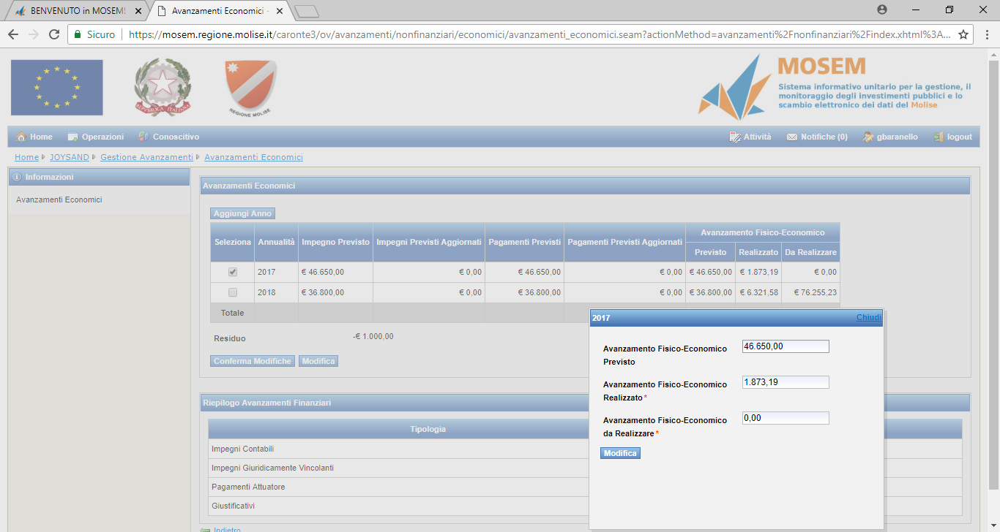 BENVENUTO in MOSEM!
Avanzamenti Economici -
Sicuro
https://mosem.regione.molise.it/caronte3/ov/avanzamenti/nonfinanziari/economici/avanzamenti_economici.seam?actionMethod=avanzamenti%2Fnonfinanziari%2Findex.xhtml%3A...
REPVBBLICA ITALIANA
REGIONE MOLISE
MOSEM
Sistema informativo unitario per la gestione, il
monitoraggio degli investimenti pubblici e lo
scambio elettronico dei dati del Molise
Home Operazioni Conoscitivo Attività Notifiche (0) gbaranello logout
Home JOYSAND Gestione Avanzamenti Avanzamenti Economici
Informazioni
Avanzamenti Economici
Avanzamenti Economici
Aggiungi Anno
Seleziona Annualità Impegno Previsto Impegni Previsti Aggiornati Pagamenti Previsti Pagamenti Previsti Aggiornati Avanzamento Fisico-Economico
Previsto Realizzato Da Realizzare
2017 € 46.650,00 € 0,00 € 46.650,00 € 0,00 € 46.650,00 € 1.873,19 € 0,00
2018 € 36.800,00 € 0,00 € 36.800,00 € 0,00 € 36.800,00 € 6.321,58 € 76.255,23
Totale
Residuo -€ 1.000,00
Conferma Modifiche Modifica
2017 Chiudi
Avanzamento Fisico-Economico
Previsto
46.650,00
Avanzamento Fisico-Economico
Realizzato*
1.873,19
Avanzamento Fisico-Economico
da Realizzare*
0,00
Modifica
Riepilogo Avanzamenti Finanziari
Tipologia
Impegni Contabili
Impegni Giuridicamente Vincolanti
Pagamenti Attuatore
Giustificativi
Indietro